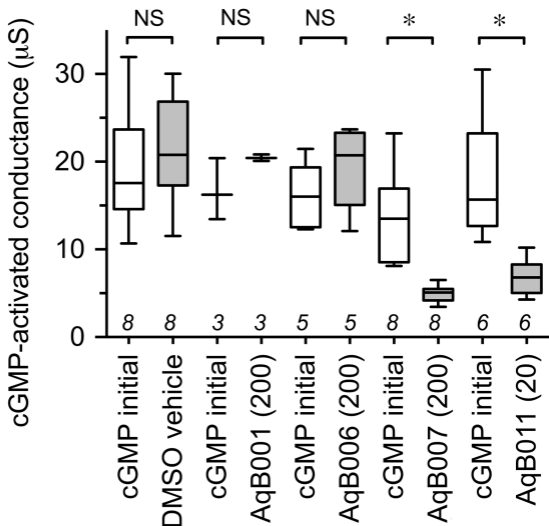 NS NS NS * *
cGMP-activated conductance (μS)
30
20
10
0
8 8 3 3 5 5 8 8 6 6
cGMP initial
DMSO vehicle
cGMP initial
AqB001 (200)
cGMP initial
AqB006 (200)
cGMP initial
AqB007 (200)
cGMP initial
AqB011 (20)